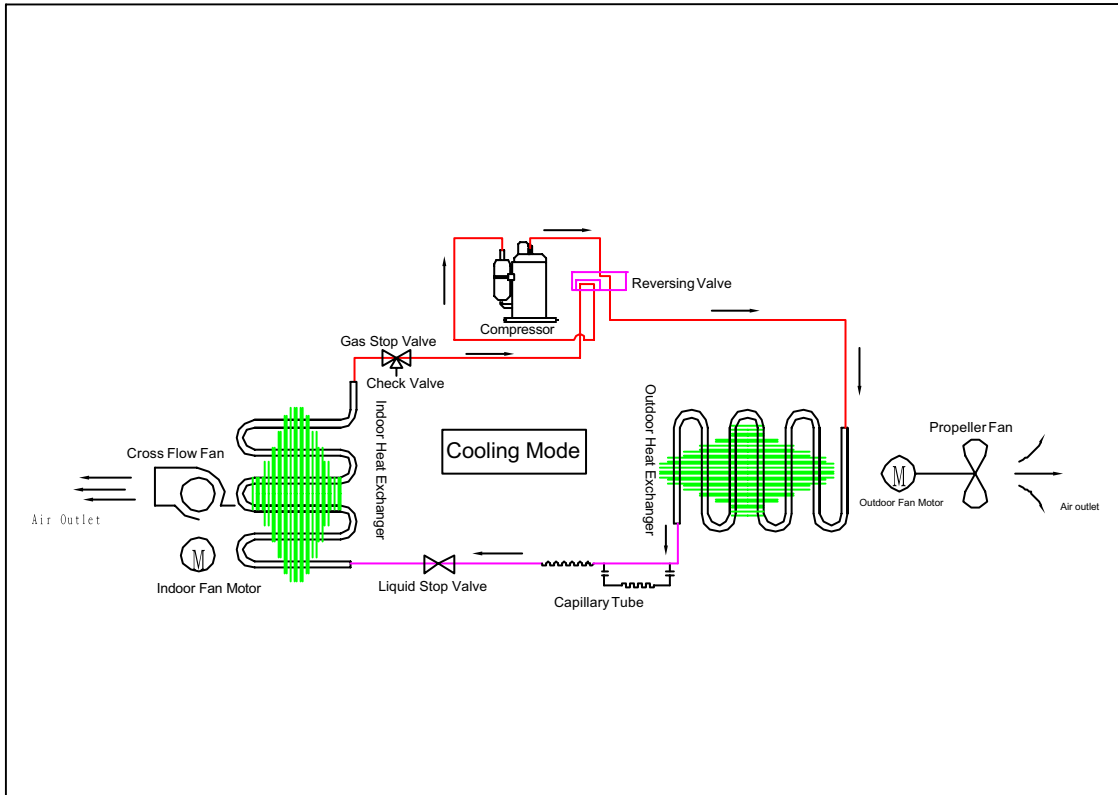 Reversing Valve
Compressor
Gas Stop Valve
Check Valve
Indoor Heat Exchanger
Outdoor Heat Exchanger
Cooling Mode
Cross Flow Fan
Air Outlet
M
Indoor Fan Motor
Propeller Fan
M
Outdoor Fan Motor
Air outlet
Liquid Stop Valve
Capillary Tube